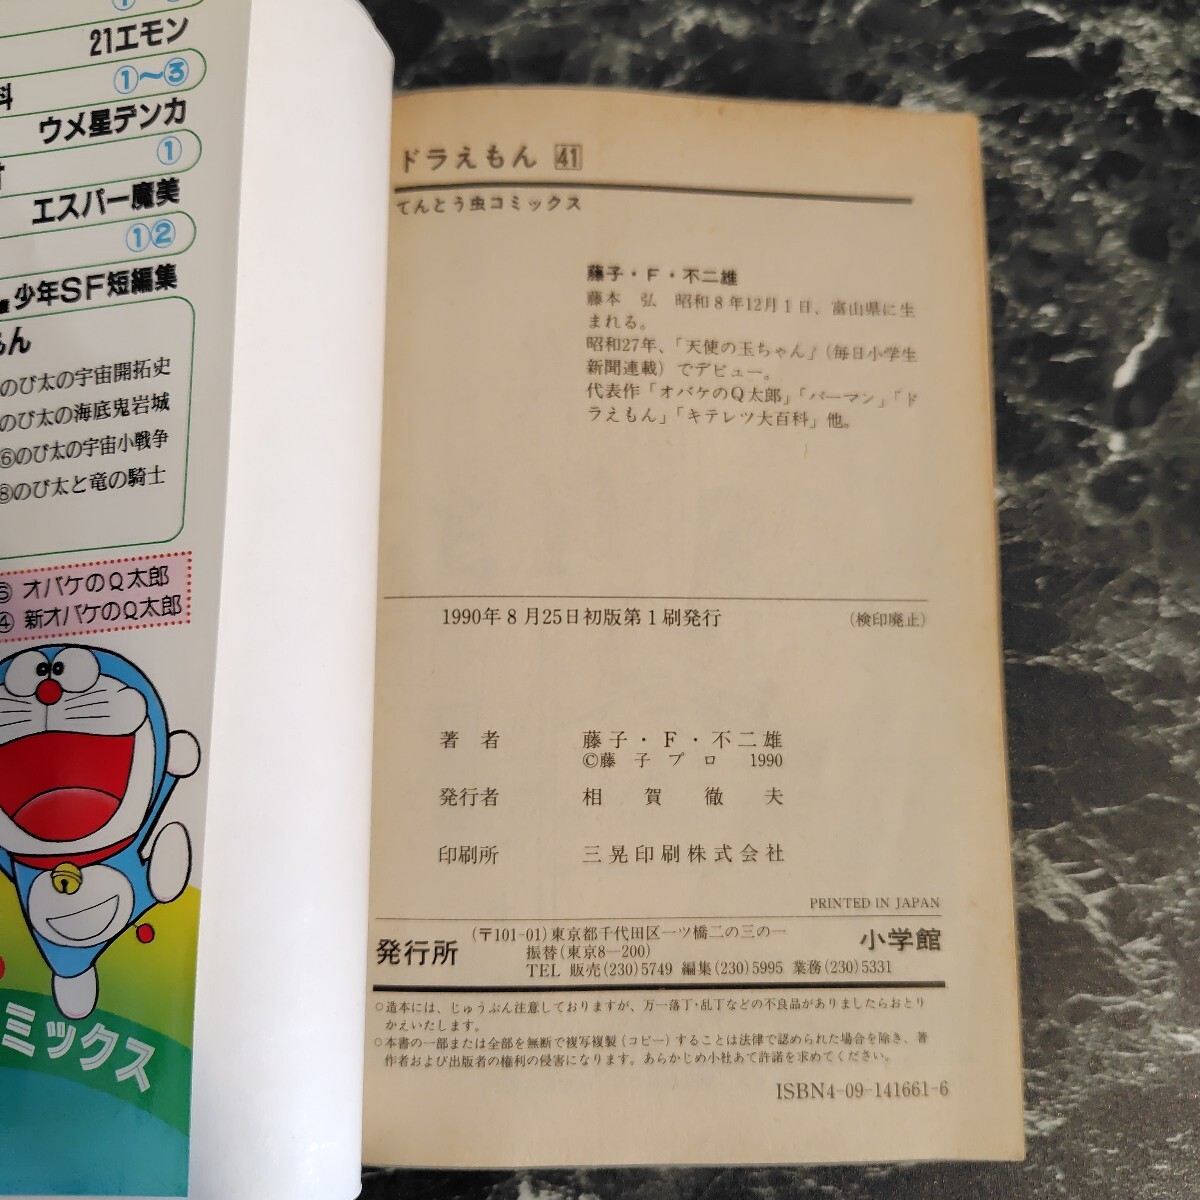 21エモン
①〜③
ウメ星デンカ
①
エスパー魔美
①②
少年SF短編集
のび太の宇宙開拓史
のび太の海底鬼岩城
⑥のび太の宇宙小戦争
⑧のび太と竜の騎士
オバケのQ太郎
④ 新オバケのQ太郎
ミックス
ドラえもん 41
てんとう虫コミックス
藤子・F・不二雄
藤本 弘 昭和8年12月1日、富山県に生
まれる。
昭和27年、「天使の玉ちゃん」(毎日小学生
新聞連載)でデビュー。
代表作「オバケのQ太郎」「パーマン」「ド
ラえもん」「キテレツ大百科」他。
1990年8月25日初版第1刷発行 (検印廃止)
著者 藤子・F・不二雄
©藤子プロ 1990
発行者 相賀徹夫
印刷所 三晃印刷株式会社
PRINTED IN JAPAN
発行所 (〒101-01)東京都千代田区一ツ橋二の三の一 小学館
振替(東京8—200)
TEL 販売(230)5749 編集(230)5995 業務(230)5331
○造本には、じゅうぶん注意しておりますが、万一落丁・乱丁などの不良品がありましたらおとり
かえいたします。
○本書の一部または全部を無断で複写複製(コピー)することは法律で認められた場合を除き、著
作者および出版者の権利の侵害になります。あらかじめ小社あて許諾を求めてください。
ISBN4-09-141661-6